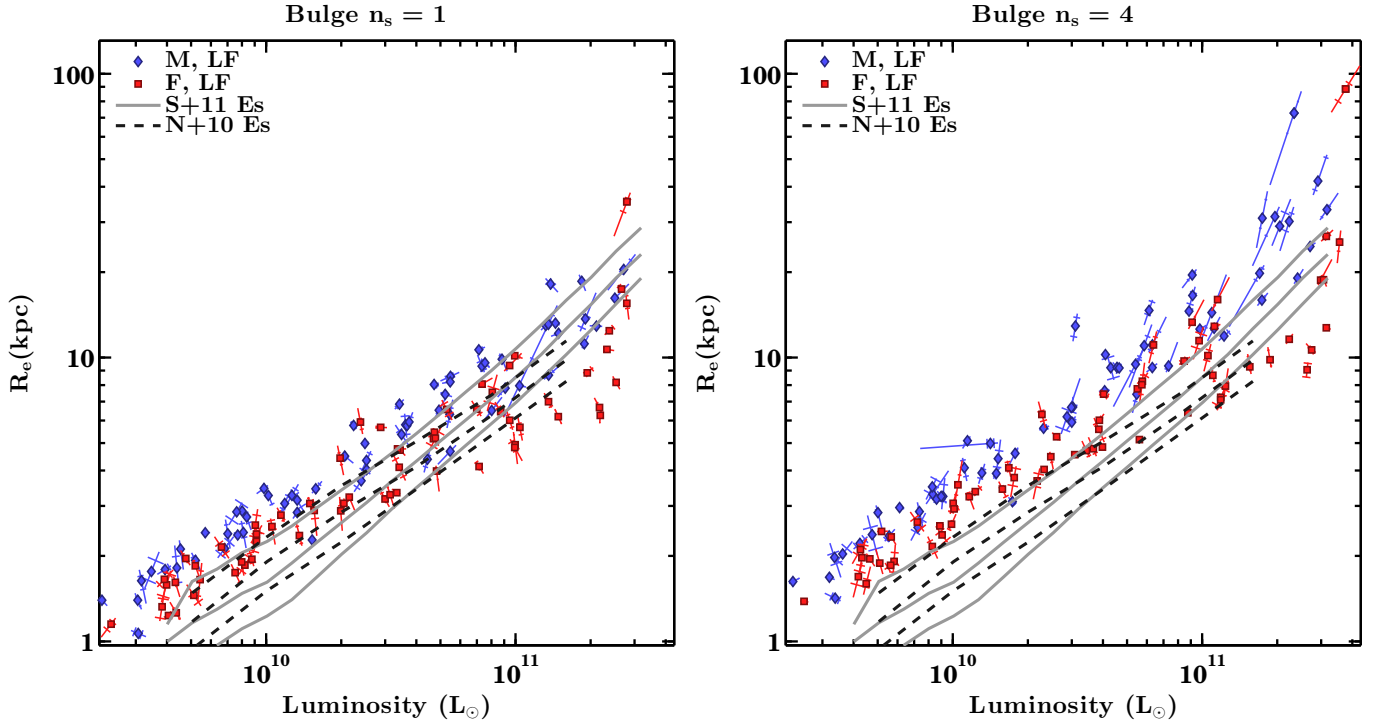 Bulge n_s = 1
M, LF
F, LF
S+11 Es
N+10 Es
100
10
1
R_e(kpc)
10^10
10^11
Luminosity (L_⊙)
Bulge n_s = 4
M, LF
F, LF
S+11 Es
N+10 Es
100
10
1
R_e(kpc)
10^10
10^11
Luminosity (L_⊙)